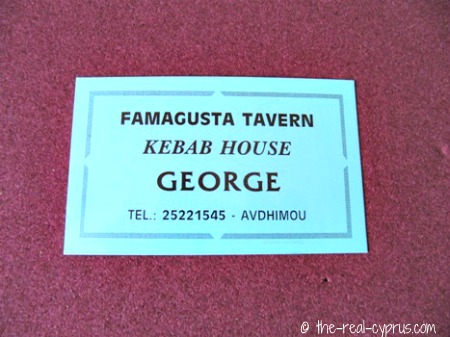 FAMAGUSTA TAVERN
KEBAB HOUSE
GEORGE
TEL.: 25221545 - AVDHIMOU
© the-real-cyprus.com